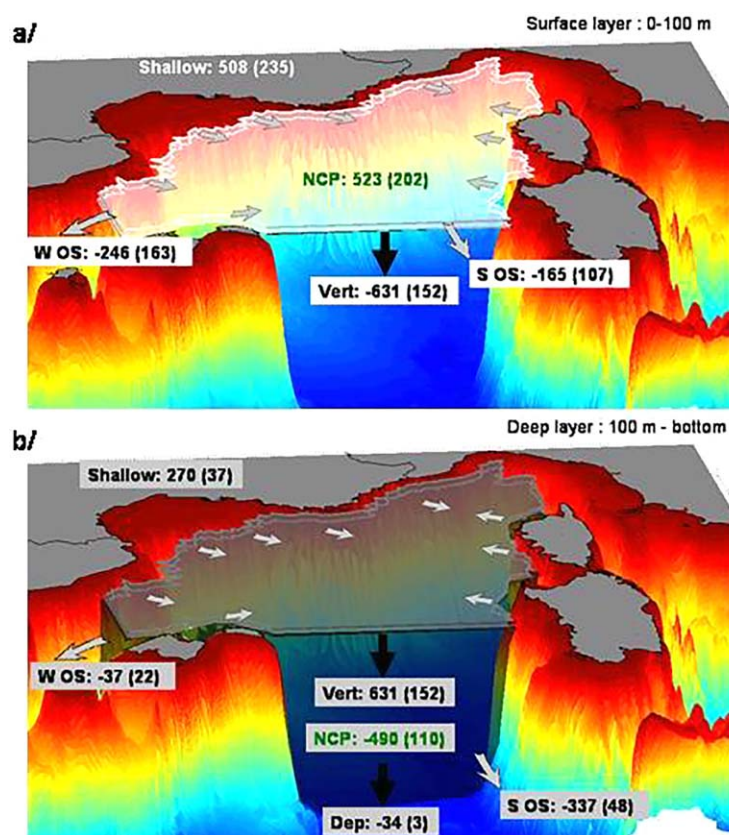 a/
Surface layer : 0-100 m
Shallow: 508 (235)
NCP: 523 (202)
W OS: -246 (163)
S OS: -165 (107)
Vert: -631 (152)
b/
Deep layer : 100 m - bottom
Shallow: 270 (37)
W OS: -37 (22)
Vert: 631 (152)
NCP: -490 (110)
S OS: -337 (48)
Dep: -34 (3)